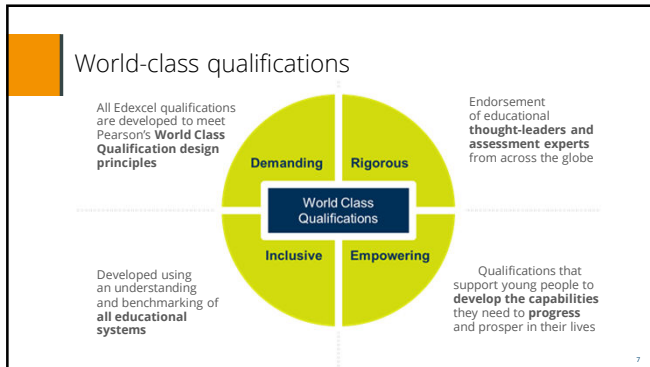 World-class qualifications
All Edexcel qualifications
are developed to meet
Pearson's World Class
Qualification design
principles
Endorsement
of educational
thought-leaders and
assessment experts
from across the globe
Demanding
Rigorous
World Class
Qualifications
Inclusive
Empowering
Developed using
an understanding
and benchmarking of
all educational
systems
Qualifications that
support young people to
develop the capabilities
they need to progress
and prosper in their lives
7